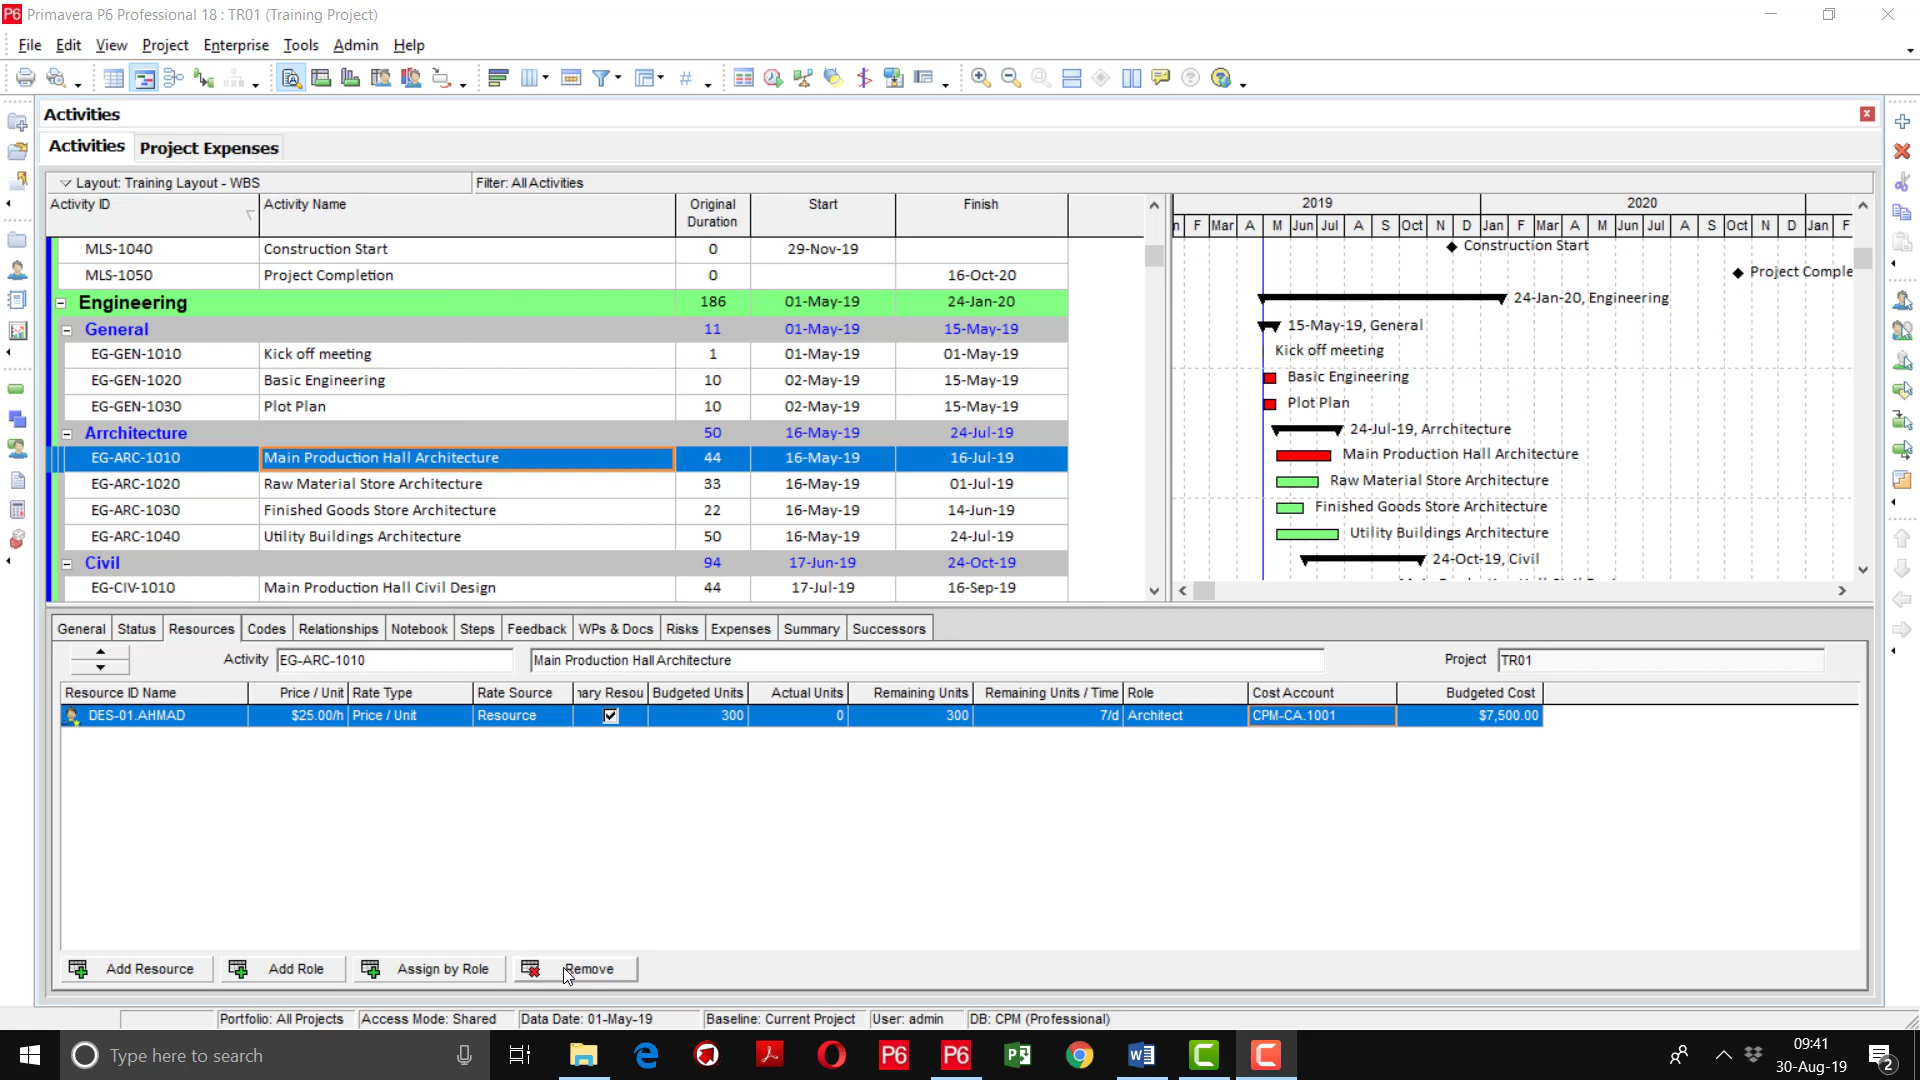 P6 Primavera P6 Professional 18 : TR01 (Training Project)
File Edit View Project Enterprise Tools Admin Help
Activities
Activities Project Expenses
Layout: Training Layout - WBS Filter: All Activities
Activity ID Activity Name Original Duration Start Finish
2019 2020
F Mar A M Jun Jul A S Oct N D Jan F Mar A M Jun Jul A S Oct N D Jan F
MLS-1040 Construction Start 0 29-Nov-19 Construction Start
MLS-1050 Project Completion 0 16-Oct-20 Project Comple
Engineering 186 01-May-19 24-Jan-20 24-Jan-20, Engineering
General 11 01-May-19 15-May-19 15-May-19, General
EG-GEN-1010 Kick off meeting 1 01-May-19 01-May-19 Kick off meeting
EG-GEN-1020 Basic Engineering 10 02-May-19 15-May-19 Basic Engineering
EG-GEN-1030 Plot Plan 10 02-May-19 15-May-19 Plot Plan
Arrchitecture 50 16-May-19 24-Jul-19 24-Jul-19, Arrchitecture
EG-ARC-1010 Main Production Hall Architecture 44 16-May-19 16-Jul-19 Main Production Hall Architecture
EG-ARC-1020 Raw Material Store Architecture 33 16-May-19 01-Jul-19 Raw Material Store Architecture
EG-ARC-1030 Finished Goods Store Architecture 22 16-May-19 14-Jun-19 Finished Goods Store Architecture
EG-ARC-1040 Utility Buildings Architecture 50 16-May-19 24-Jul-19 Utility Buildings Architecture
Civil 94 17-Jun-19 24-Oct-19 24-Oct-19, Civil
EG-CIV-1010 Main Production Hall Civil Design 44 17-Jul-19 16-Sep-19
General Status Resources Codes Relationships Notebook Steps Feedback WPs & Docs Risks Expenses Summary Successors
Activity EG-ARC-1010 Main Production Hall Architecture Project TR01
Resource ID Name Price / Unit Rate Type Rate Source nary Resou Budgeted Units Actual Units Remaining Units Remaining Units / Time Role Cost Account Budgeted Cost
DES-01.AHMAD $25.00/h Price / Unit Resource 300 0 300 7/d Architect CPM-CA.1001 $7,500.00
Add Resource Add Role Assign by Role Remove
Portfolio: All Projects Access Mode: Shared Data Date: 01-May-19 Baseline: Current Project User: admin DB: CPM (Professional)
Type here to search
P6 P6
09:41
30-Aug-19
2